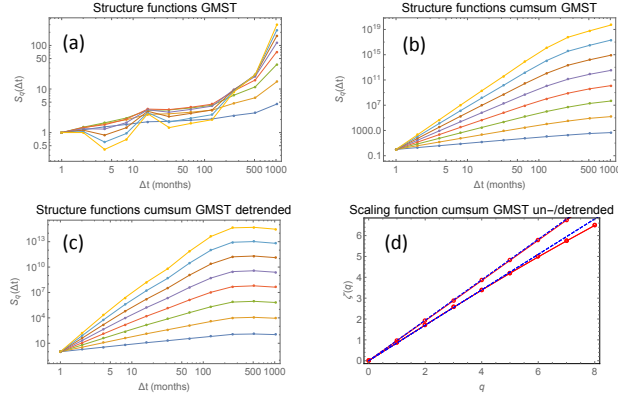 Structure functions GMST
Structure functions cumsum GMST
(a)
(b)
S_q(Δt)
100
50
10
5
1
0.5
1 5 10 50 100 500 1000
Δt (months)
S_q(Δt)
10^19
10^15
10^11
10^7
1000.0
0.1
1 5 10 50 100 500 1000
Δt (months)
Structure functions cumsum GMST detrended
Scaling function cumsum GMST un-/detrended
(c)
(d)
S_q(Δt)
10^13
10^10
10^7
10^4
10
1 5 10 50 100 500 1000
Δt (months)
ζ(q)
6
5
4
3
2
1
0
0 2 4 6 8
q